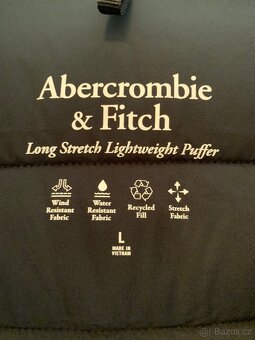 Abercrombie
& Fitch
Long Stretch Lightweight Puffer
Wind
Resistant
Fabric
Water
Resistant
Fabric
Recycled
Fill
Stretch
Fabric
L
MADE IN
VIETNAM
Bazos.cz